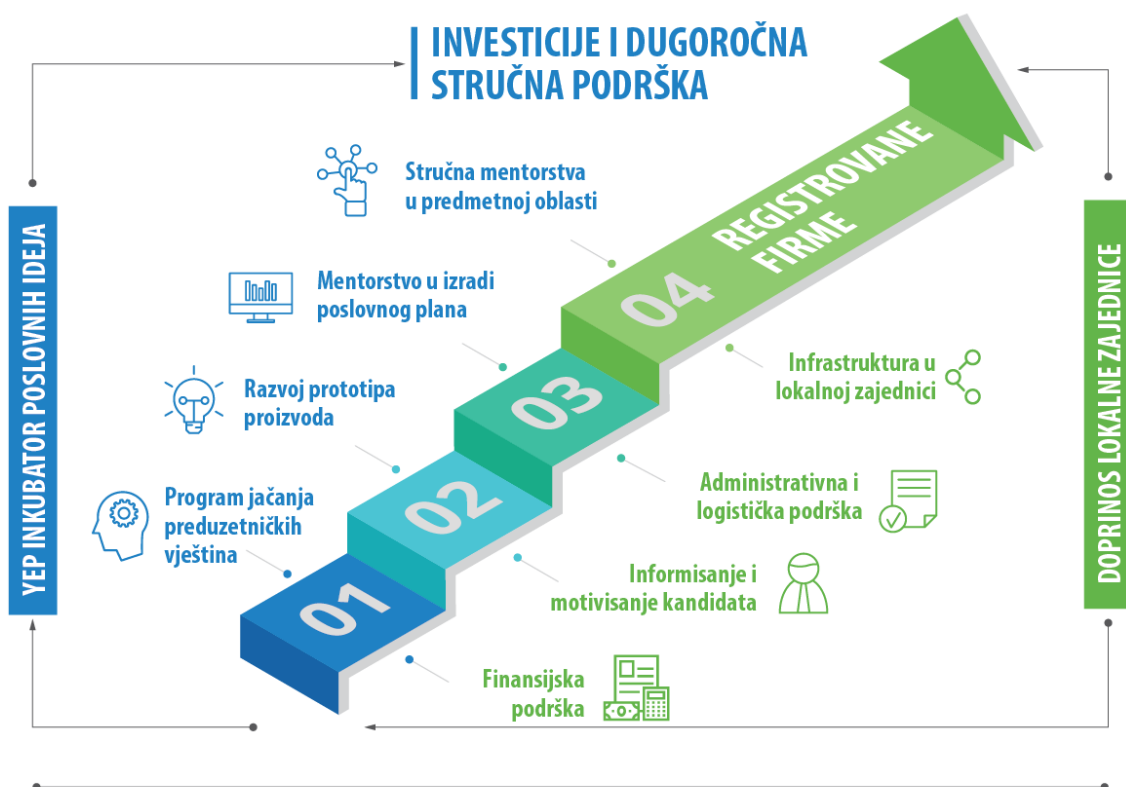 INVESTICIJE I DUGOROČNA
STRUČNA PODRŠKA
YEP INKUBATOR POSLOVNIH IDEJA
Stručna mentorstva
u predmetnoj oblasti
Mentorstvo u izradi
poslovnog plana
Razvoj prototipa
proizvoda
Program jačanja
preduzetničkih
vještina
01
02
03
04
REGISTROVANE
FIRME
Infrastruktura u
lokalnoj zajednici
Administrativna i
logistička podrška
Informisanje i
motivisanje kandidata
Finansijska
podrška
DOPRINOS LOKALNE ZAJEDNICE